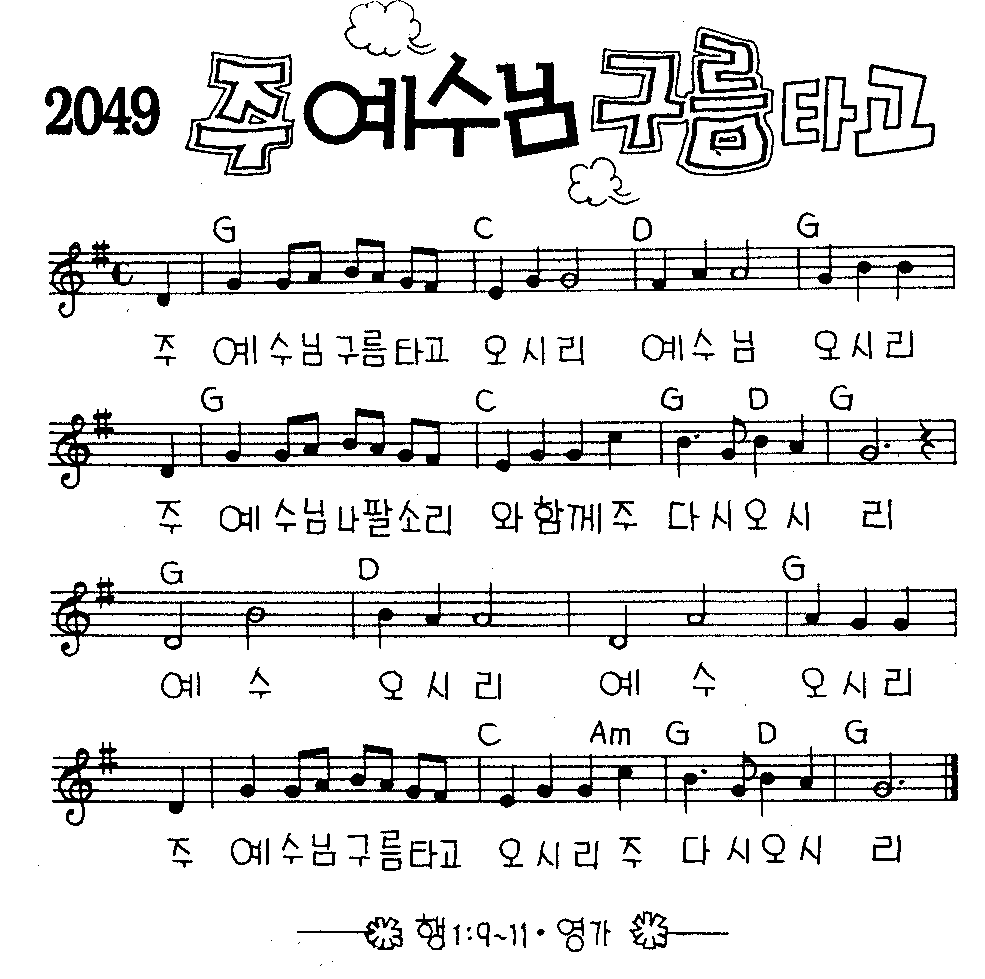 2049 주 예수님 구름 타고
G C D G
주 예수님구름타고 오시리 예수님 오시리
G C G D G
주 예수님나팔소리 와함께주 다시오시 리
G D G
예 수 오시리 예 수 오시리
C Am G D G
주 예수님구름타고 오시리주 다시오시 리
행1:9~11·영가